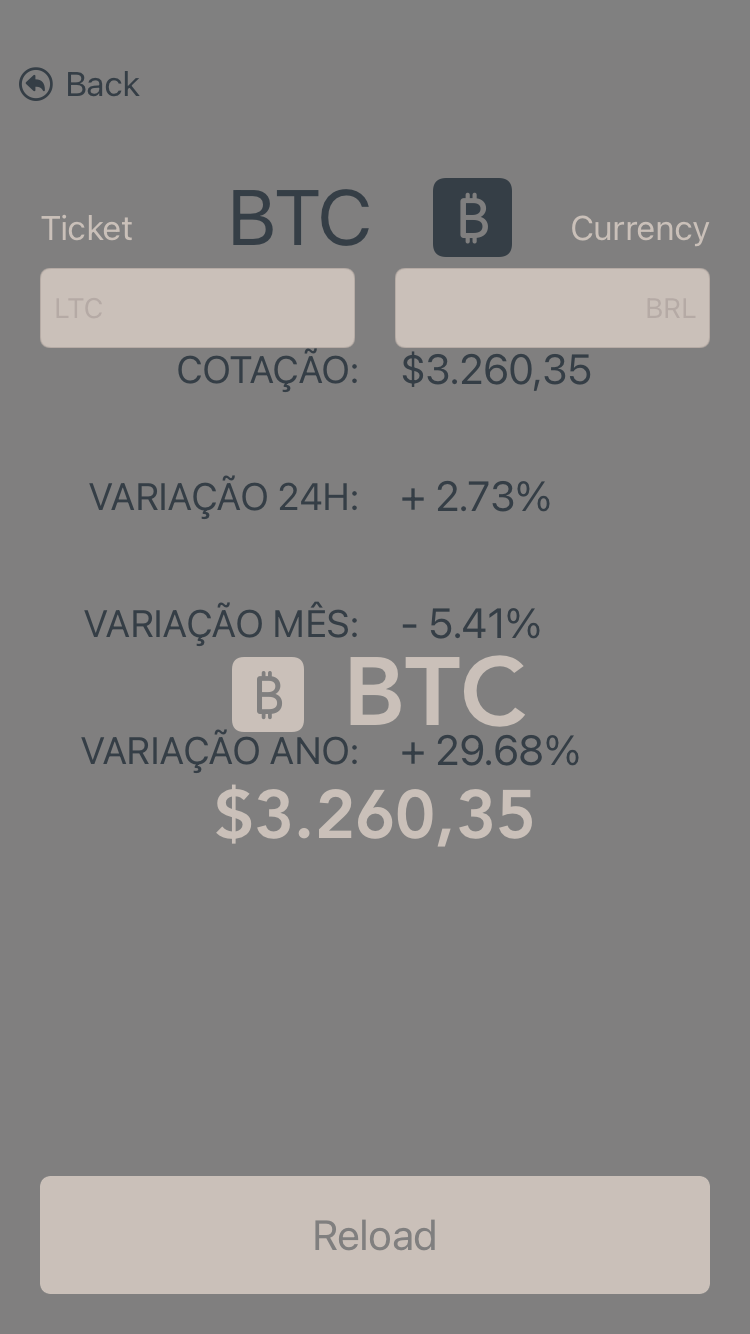 Back
Ticket
BTC
Currency
LTC
BRL
COTAÇÃO: $3.260,35
VARIAÇÃO 24H: + 2.73%
VARIAÇÃO MÊS: - 5.41%
BTC
VARIAÇÃO ANO: + 29.68%
$3.260,35
Reload